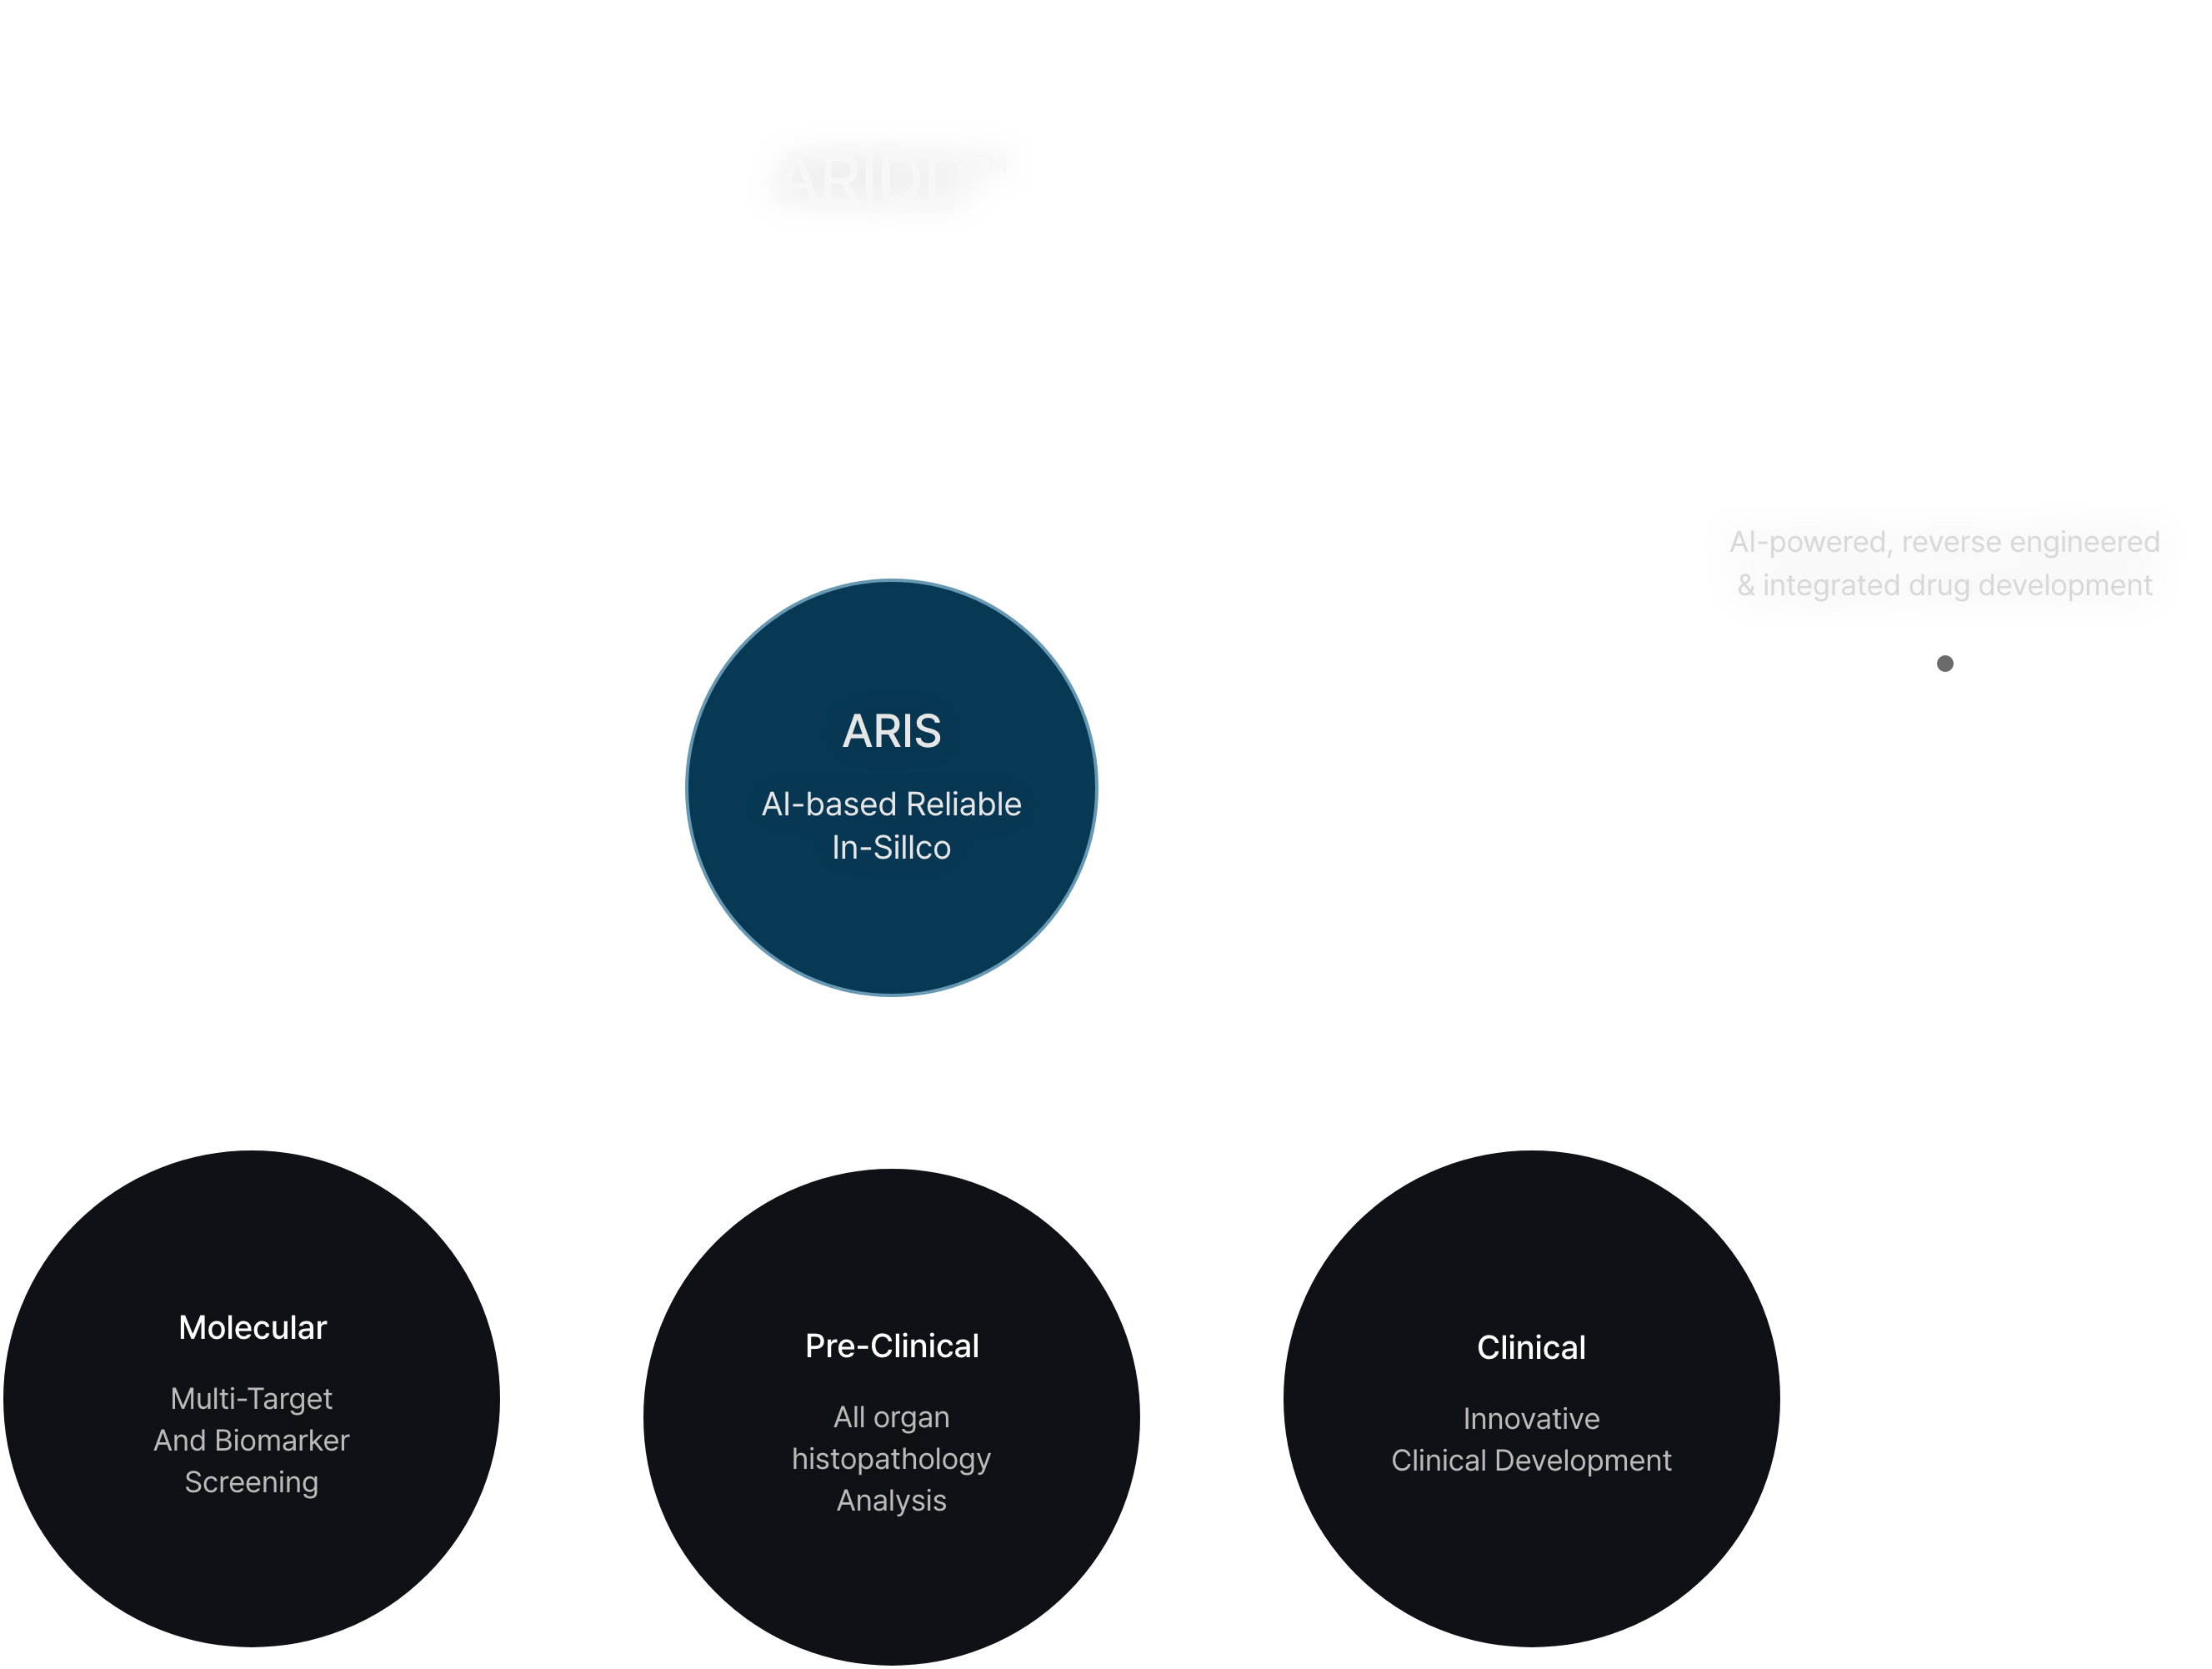 ARIDD™
AI-powered, reverse engineered
& integrated drug development
ARIS
AI-based Reliable
In-Sillco
Molecular
Multi-Target
And Biomarker
Screening
Pre-Clinical
All organ
histopathology
Analysis
Clinical
Innovative
Clinical Development